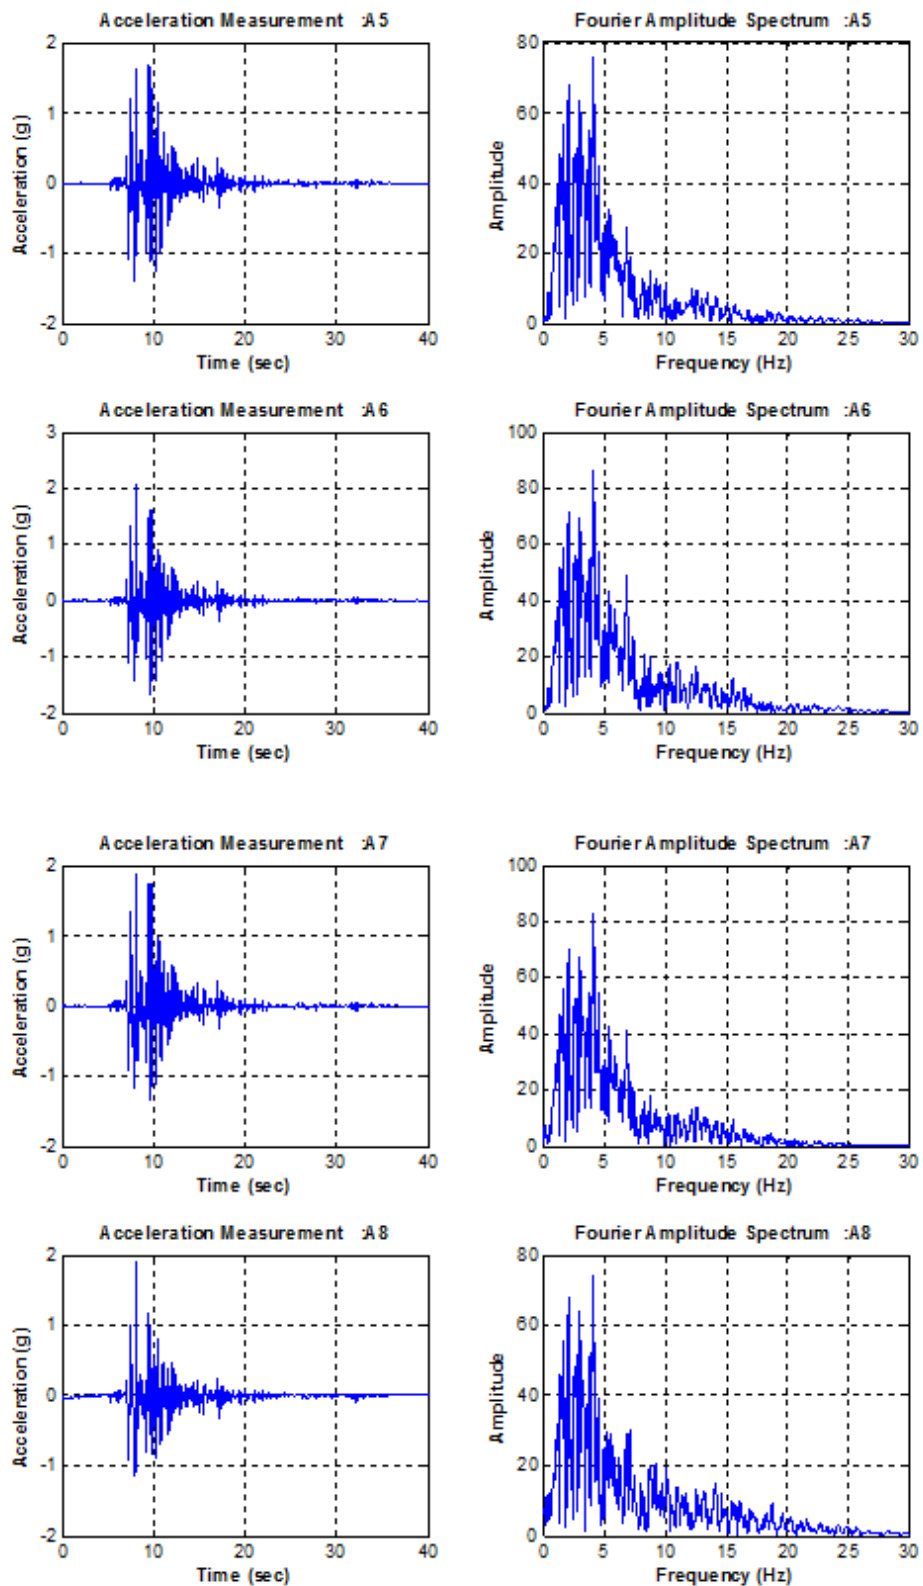 Acceleration Measurement :A5
Fourier Amplitude Spectrum :A5
Acceleration (g)
2
1
0
-1
-2
0 10 20 30 40
Time (sec)
Amplitude
80
60
40
20
0
0 5 10 15 20 25 30
Frequency (Hz)
Acceleration Measurement :A6
Fourier Amplitude Spectrum :A6
Acceleration (g)
3
2
1
0
-1
-2
0 10 20 30 40
Time (sec)
Amplitude
100
80
60
40
20
0
0 5 10 15 20 25 30
Frequency (Hz)
Acceleration Measurement :A7
Fourier Amplitude Spectrum :A7
Acceleration (g)
2
1
0
-1
-2
0 10 20 30 40
Time (sec)
Amplitude
100
80
60
40
20
0
0 5 10 15 20 25 30
Frequency (Hz)
Acceleration Measurement :A8
Fourier Amplitude Spectrum :A8
Acceleration (g)
2
1
0
-1
-2
0 10 20 30 40
Time (sec)
Amplitude
80
60
40
20
0
0 5 10 15 20 25 30
Frequency (Hz)